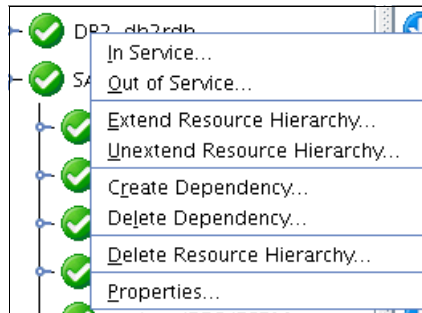 DB2_db2rdb
In Service...
Out of Service...
Extend Resource Hierarchy...
Unextend Resource Hierarchy...
Create Dependency...
Delete Dependency...
Delete Resource Hierarchy...
Properties...